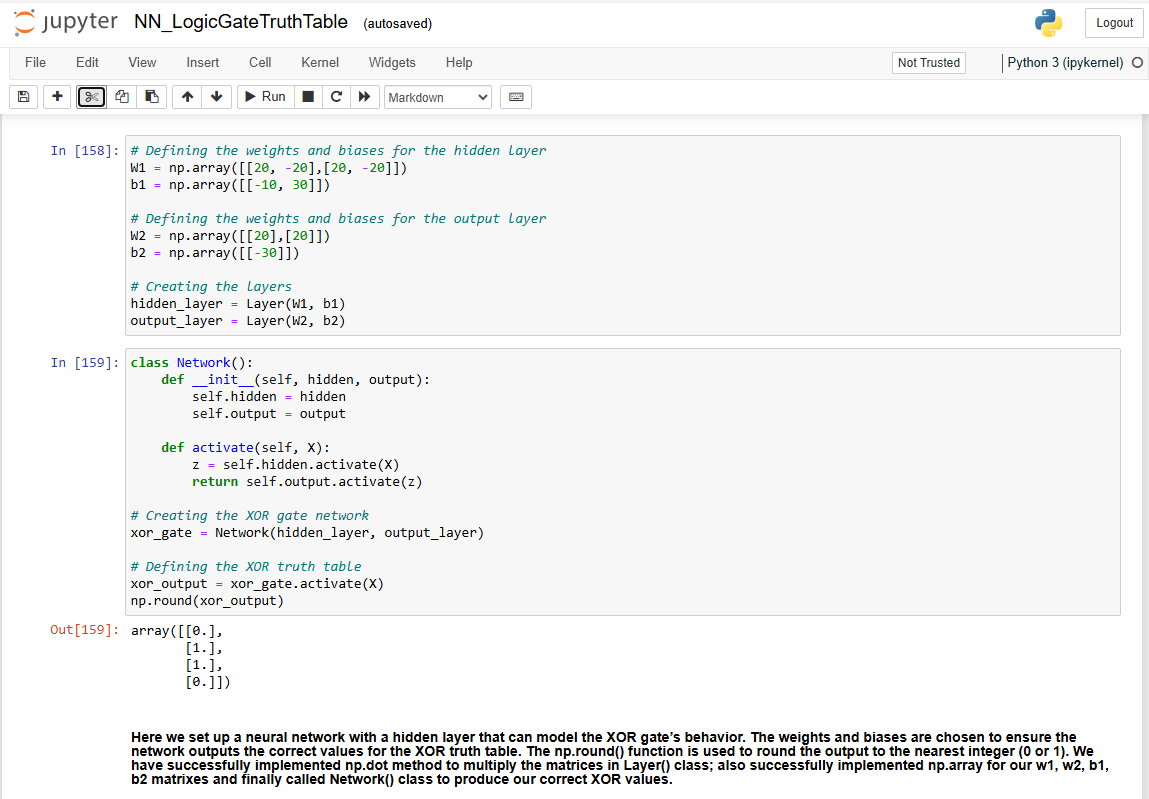 jupyter NN_LogicGateTruthTable (autosaved) Logout
File Edit View Insert Cell Kernel Widgets Help Not Trusted Python 3 (ipykernel)
Run Markdown
In [158]: # Defining the weights and biases for the hidden layer
W1 = np.array([[20, -20],[20, -20]])
b1 = np.array([[-10, 30]])
# Defining the weights and biases for the output layer
W2 = np.array([[20],[20]])
b2 = np.array([[-30]])
# Creating the layers
hidden_layer = Layer(W1, b1)
output_layer = Layer(W2, b2)
In [159]: class Network():
def __init__(self, hidden, output):
self.hidden = hidden
self.output = output
def activate(self, X):
z = self.hidden.activate(X)
return self.output.activate(z)
# Creating the XOR gate network
xor_gate = Network(hidden_layer, output_layer)
# Defining the XOR truth table
xor_output = xor_gate.activate(X)
np.round(xor_output)
Out[159]: array([[0.],
[1.],
[1.],
[0.]])
Here we set up a neural network with a hidden layer that can model the XOR gate's behavior. The weights and biases are chosen to ensure the
network outputs the correct values for the XOR truth table. The np.round() function is used to round the output to the nearest integer (0 or 1). We
have successfully implemented np.dot method to multiply the matrices in Layer() class; also successfully implemented np.array for our w1, w2, b1,
b2 matrixes and finally called Network() class to produce our correct XOR values.